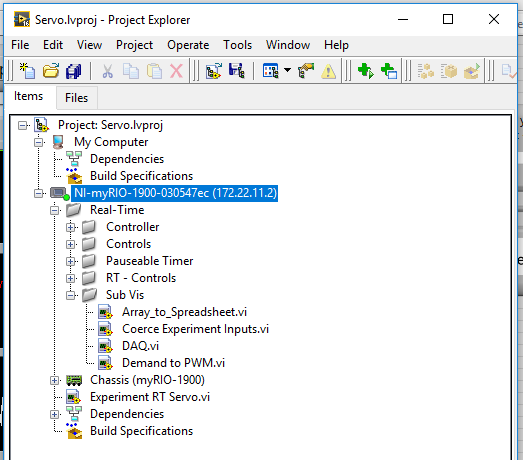 Servo.lvproj - Project Explorer
File Edit View Project Operate Tools Window Help
Items Files
Project: Servo.lvproj
My Computer
Dependencies
Build Specifications
NI-myRIO-1900-030547ec (172.22.11.2)
Real-Time
Controller
Controls
Pauseable Timer
RT - Controls
Sub Vis
Array_to_Spreadsheet.vi
Coerce Experiment Inputs.vi
DAQ.vi
Demand to PWM.vi
Chassis (myRIO-1900)
Experiment RT Servo.vi
Dependencies
Build Specifications